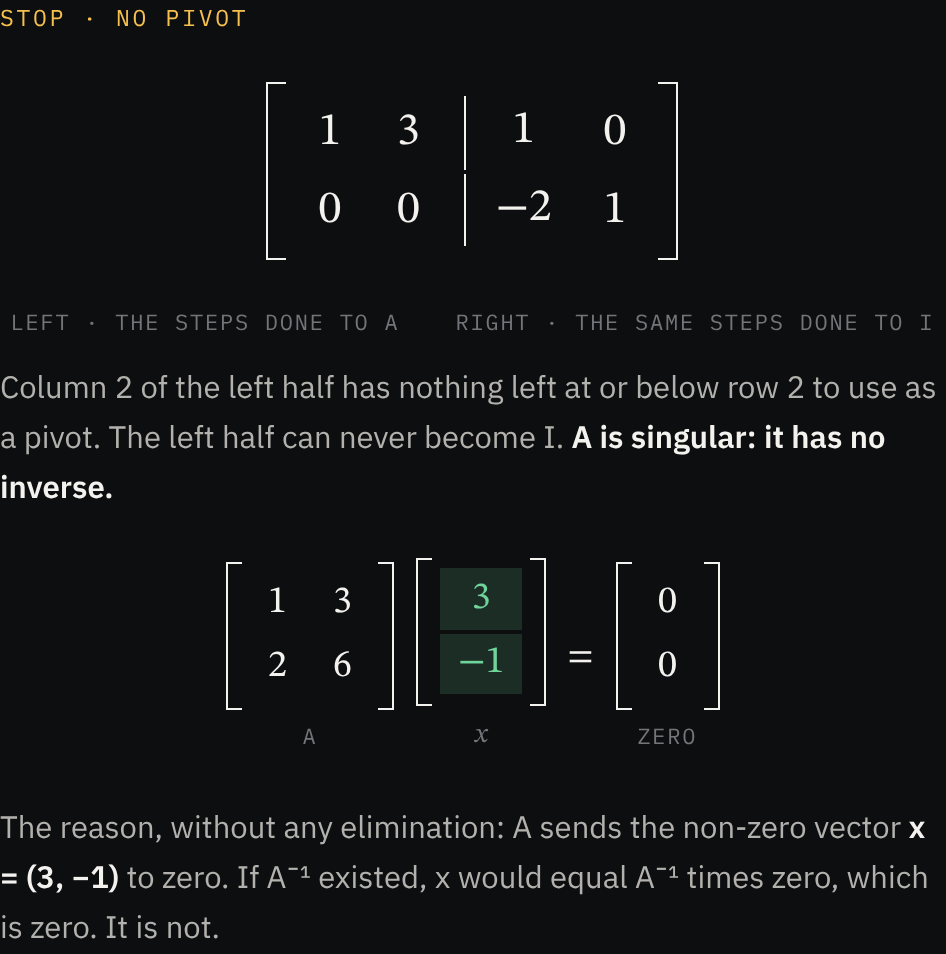 STOP · NO PIVOT
1 3 1 0
0 0 −2 1
LEFT · THE STEPS DONE TO A RIGHT · THE SAME STEPS DONE TO I
Column 2 of the left half has nothing left at or below row 2 to use as
a pivot. The left half can never become I. A is singular: it has no
inverse.
1 3 3 0
2 6 −1 = 0
A x ZERO
The reason, without any elimination: A sends the non-zero vector x
= (3, −1) to zero. If A⁻¹ existed, x would equal A⁻¹ times zero, which
is zero. It is not.